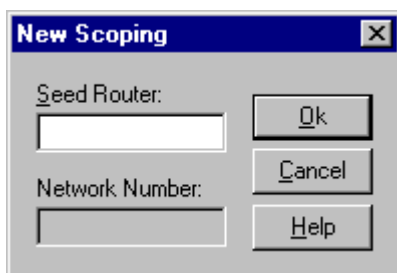 New Scoping
Seed Router:
Ok
Cancel
Network Number:
Help